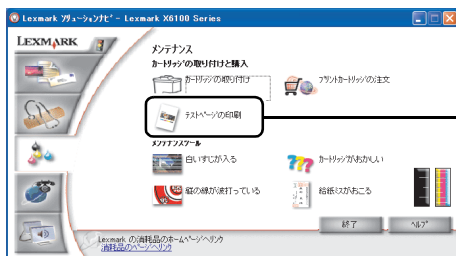 Lexmark ソリューションナビ - Lexmark X6100 Series
LEXMARK
メンテナンス
カートリッジの取り付けと購入
カートリッジの取り付け
プリントカートリッジの注文
テストページの印刷
メンテナンスツール
白いすじが入る
カートリッジがおかしい
縦の線が波打っている
給紙ミスがおこる
終了
ヘルプ
Lexmark の消耗品のホームページへリンク
消耗品のページへリンク